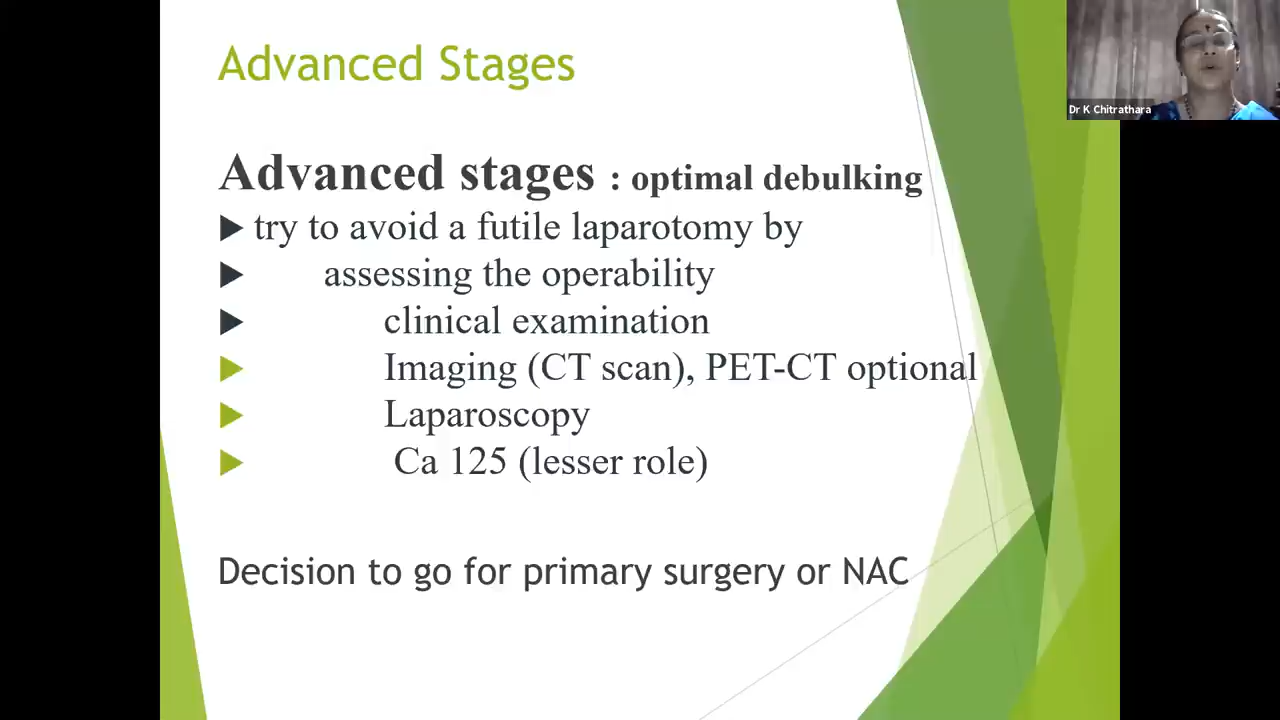 Advanced Stages
Dr K Chitrathara
Advanced stages : optimal debulking
try to avoid a futile laparotomy by
assessing the operability
clinical examination
Imaging (CT scan), PET-CT optional
Laparoscopy
Ca 125 (lesser role)
Decision to go for primary surgery or NAC